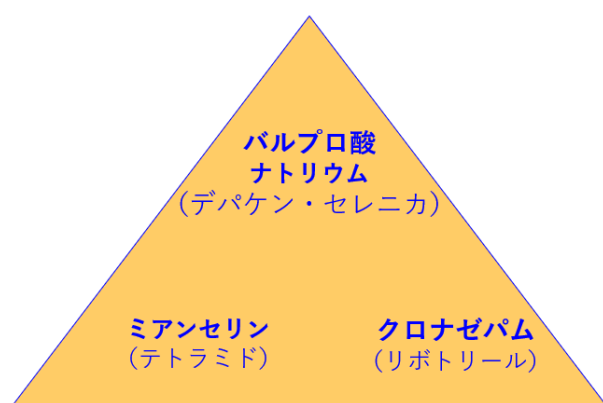 バルプロ酸
ナトリウム
(デパケン・セレニカ)
ミアンセリン
(テトラミド)
クロナゼパム
(リボトリール)